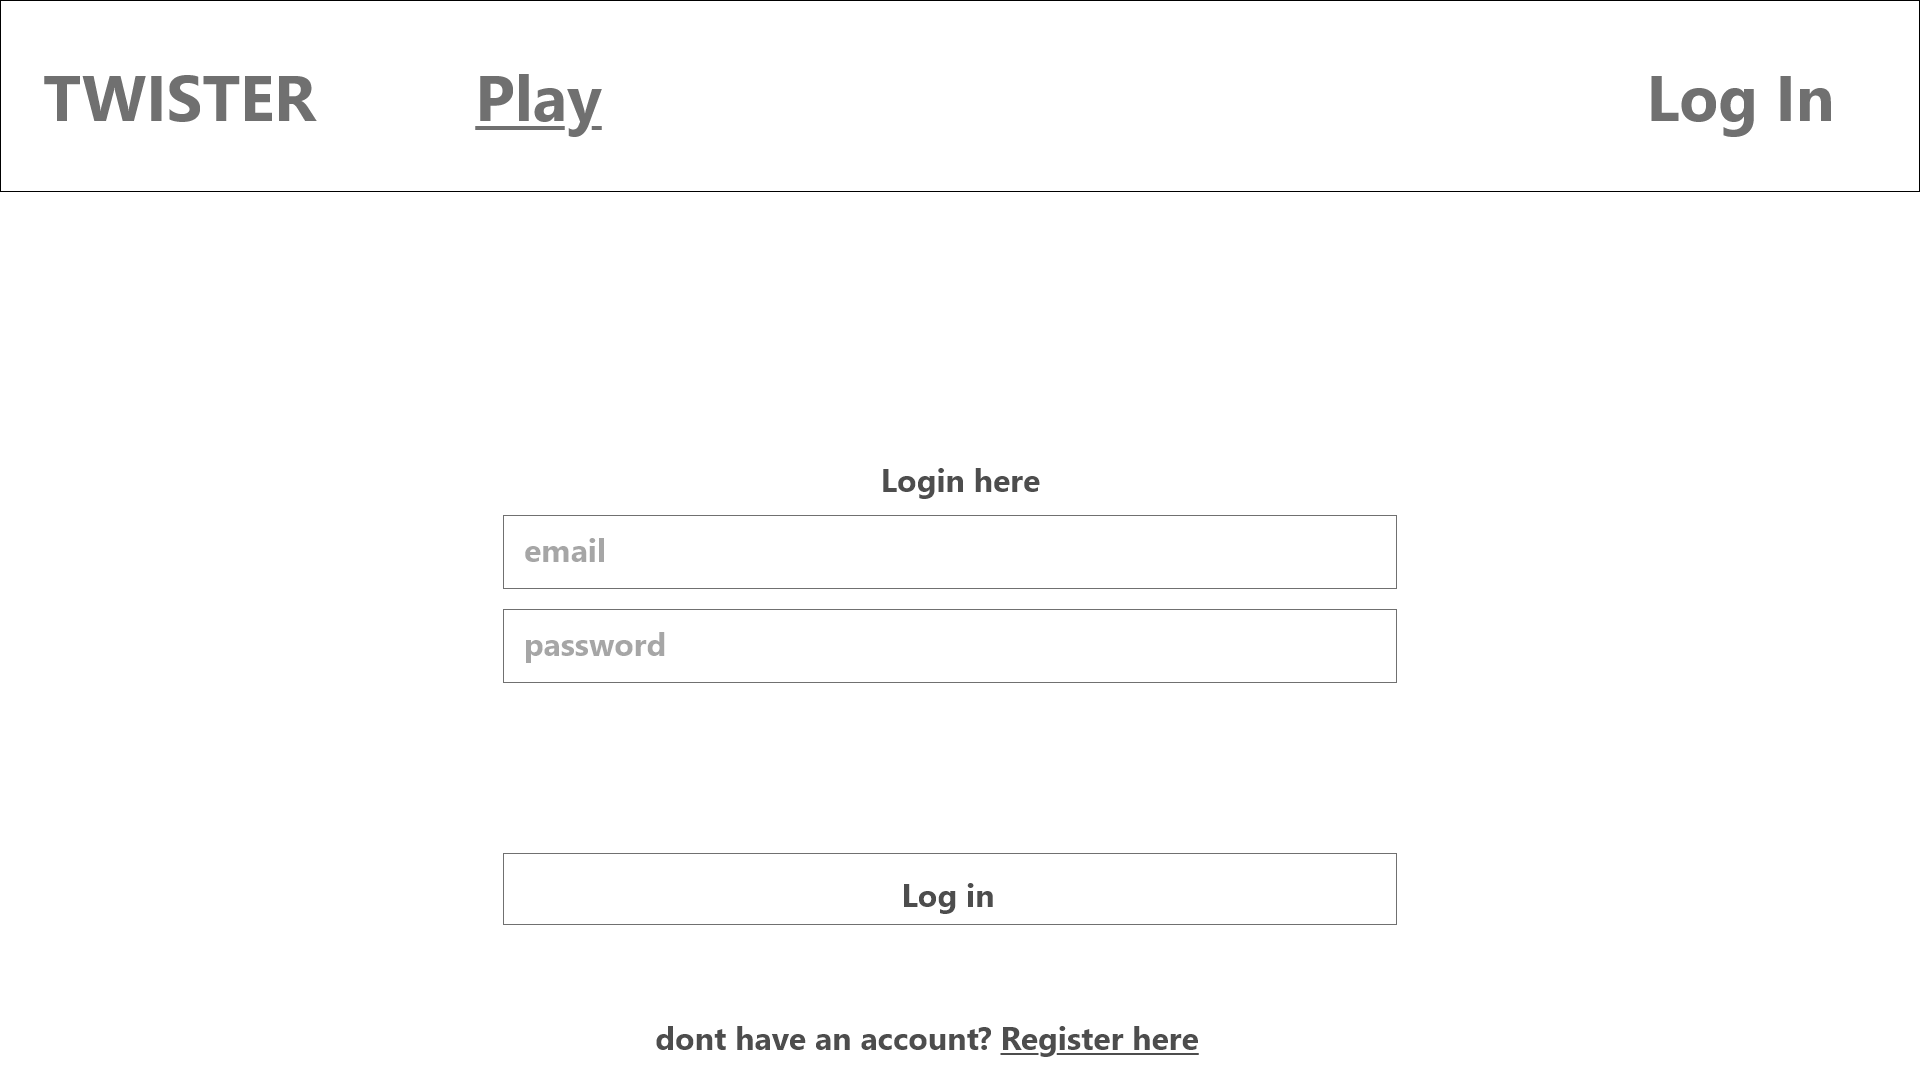 TWISTER Play Log In
Login here
email
password
Log in
dont have an account? Register here